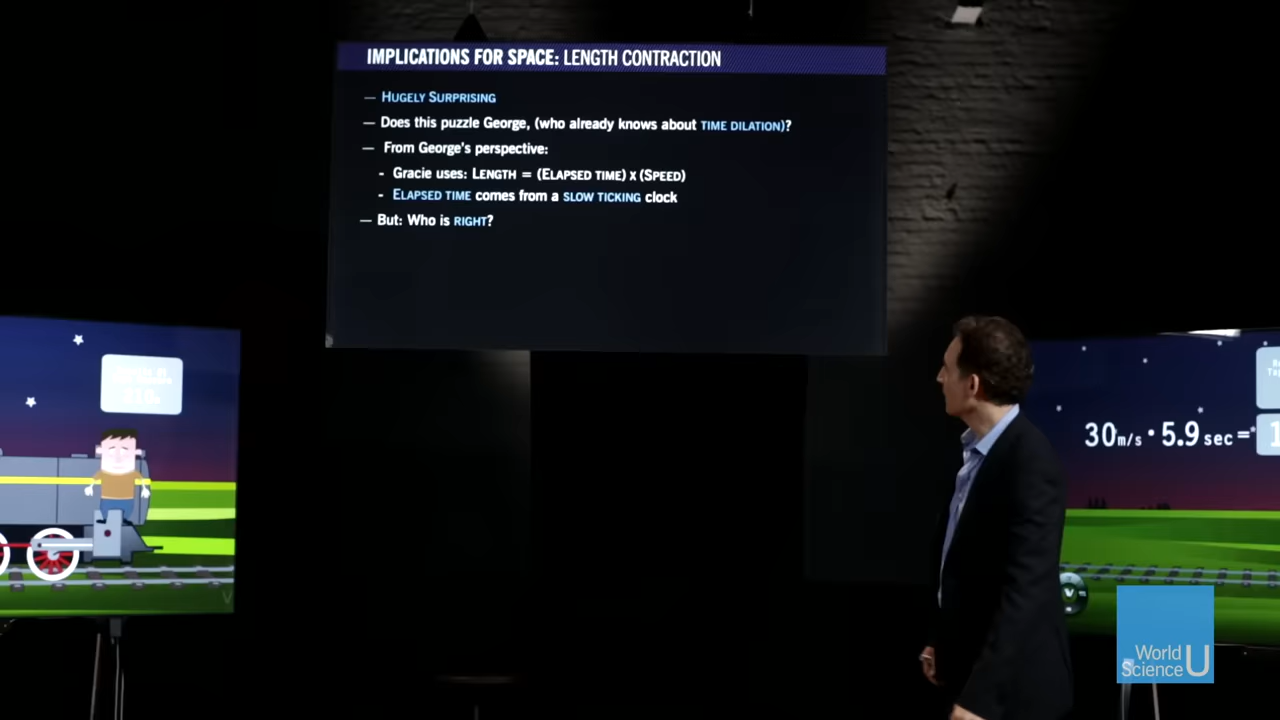 IMPLICATIONS FOR SPACE: LENGTH CONTRACTION
— HUGELY SURPRISING
— Does this puzzle George, (who already knows about TIME DILATION)?
— From George's perspective:
- Gracie uses: LENGTH = (ELAPSED TIME) x (SPEED)
- ELAPSED TIME comes from a SLOW TICKING clock
— But: Who is RIGHT?
30m/s • 5.9 sec =
World
Science U